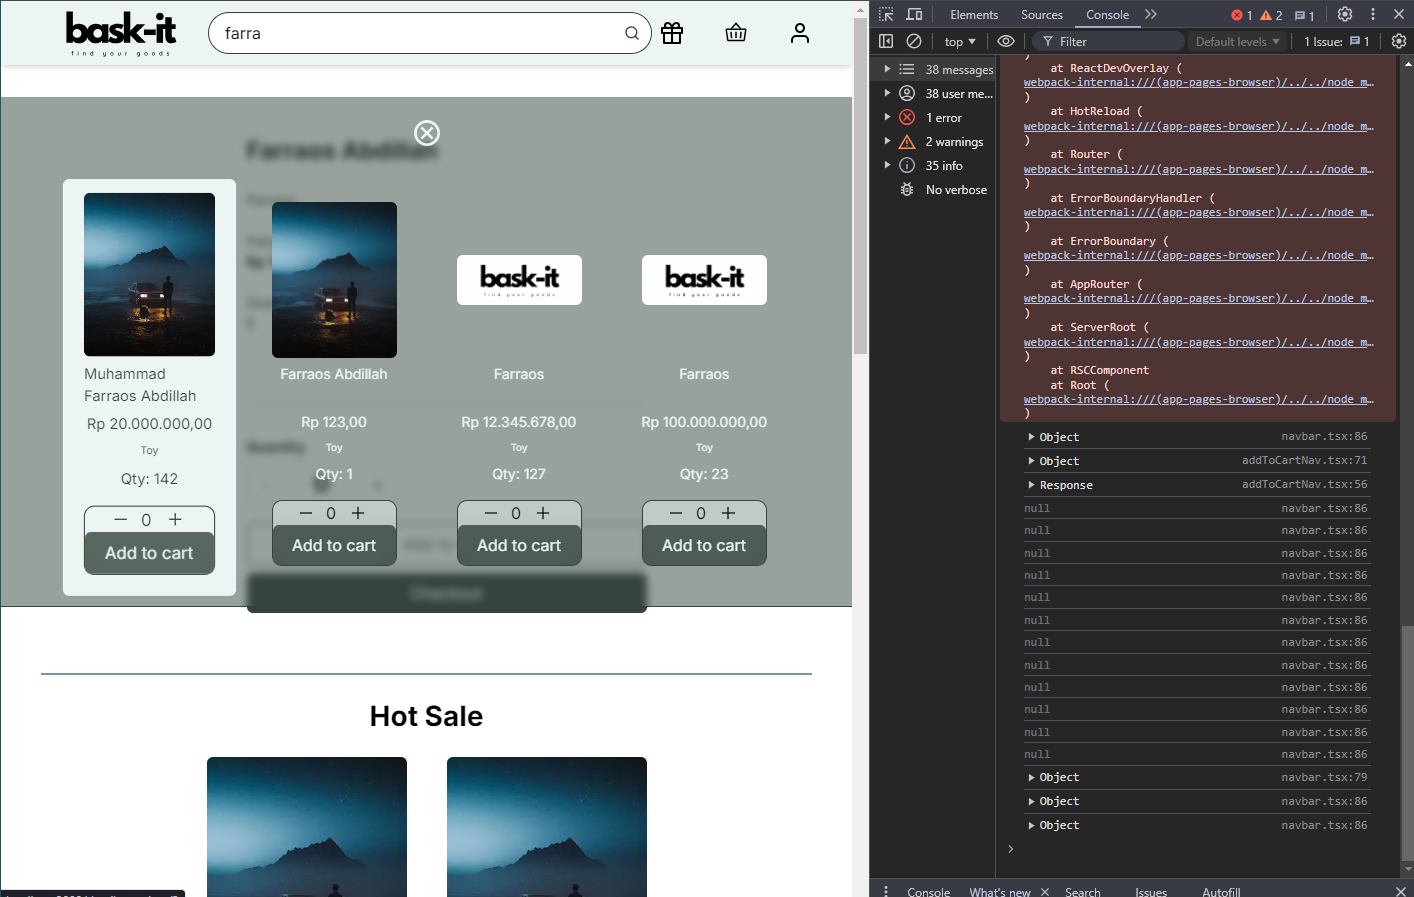 bask-it
find your goods
farra
Farraos Abdillah
Muhammad
Farraos Abdillah
Rp 20.000.000,00
Toy
Qty: 142
0
Add to cart
Farraos Abdillah
Rp 123,00
Toy
Qty: 1
0
Add to cart
bask-it
find your goods
Farraos
Rp 12.345.678,00
Toy
Qty: 127
0
Add to cart
bask-it
find your goods
Farraos
Rp 100.000.000,00
Toy
Qty: 23
0
Add to cart
Quantity
Checkout
Hot Sale
Elements Sources Console 1 2 1
top Filter Default levels 1 Issue: 1
38 messages
38 user me...
1 error
2 warnings
35 info
No verbose
)
at ReactDevOverlay (
webpack-internal:///(app-pages-browser)/../../node_m…
)
at HotReload (
webpack-internal:///(app-pages-browser)/../../node_m…
)
at Router (
webpack-internal:///(app-pages-browser)/../../node_m…
)
at ErrorBoundaryHandler (
webpack-internal:///(app-pages-browser)/../../node_m…
)
at ErrorBoundary (
webpack-internal:///(app-pages-browser)/../../node_m…
)
at AppRouter (
webpack-internal:///(app-pages-browser)/../../node_m…
)
at ServerRoot (
webpack-internal:///(app-pages-browser)/../../node_m…
)
at RSCComponent
at Root (
webpack-internal:///(app-pages-browser)/../../node_m…
)
Object navbar.tsx:86
Object addToCartNav.tsx:71
Response addToCartNav.tsx:56
null navbar.tsx:86
null navbar.tsx:86
null navbar.tsx:86
null navbar.tsx:86
null navbar.tsx:86
null navbar.tsx:86
null navbar.tsx:86
null navbar.tsx:86
null navbar.tsx:86
null navbar.tsx:86
null navbar.tsx:86
null navbar.tsx:86
Object navbar.tsx:79
Object navbar.tsx:86
Object navbar.tsx:86
Console What's new Search Issues Autofill